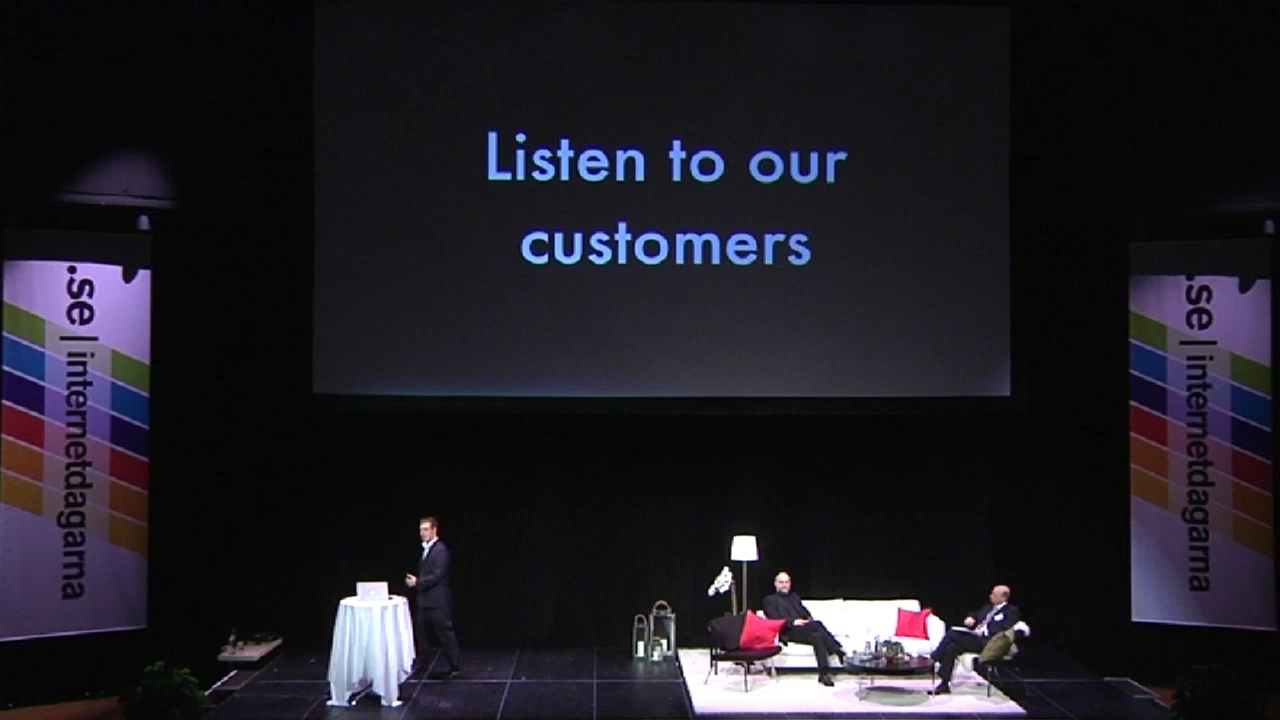 Listen to our
customers
.se | internetdagarna
.se | internetdagarna